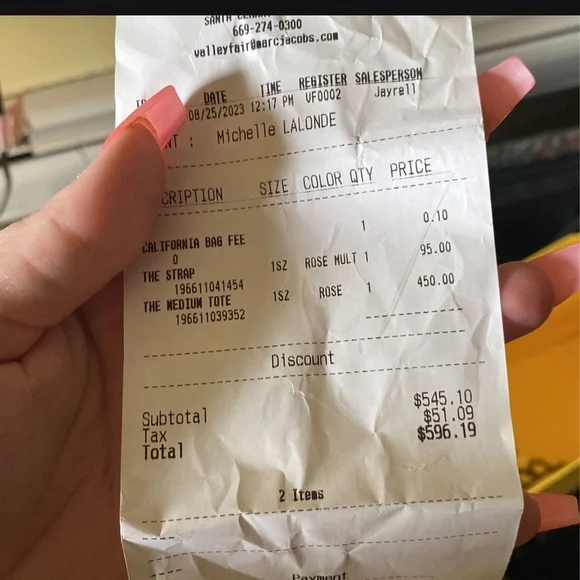 669-274-0300
valleyfair@marcjacobs.com
DATE TIME REGISTER SALESPERSON
08/25/2023 12:17 PM VF0002 Jayrell
NT : Michelle LALONDE
CRIPTION SIZE COLOR QTY PRICE
CALIFORNIA BAG FEE 1 0.10
0
THE STRAP 1SZ ROSE MULT 1 95.00
196611041454
THE MEDIUM TOTE 1SZ ROSE 1 450.00
196611039352
Discount
Subtotal $545.10
Tax $51.09
Total $596.19
2 Items
Payment